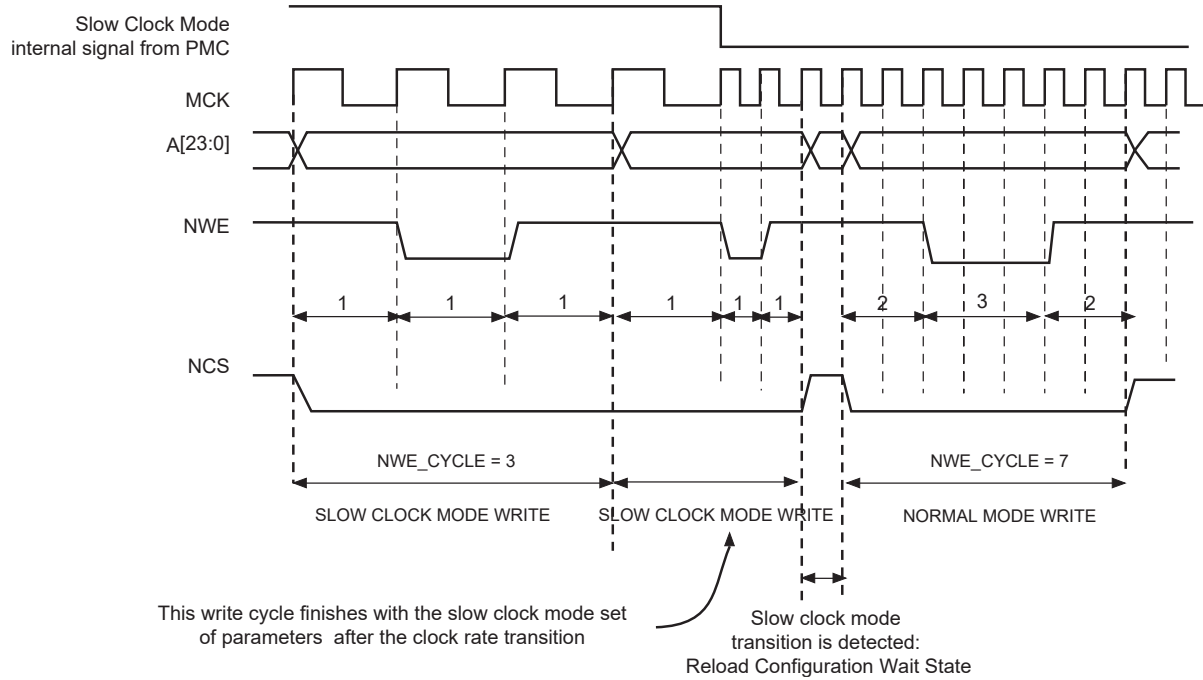 Slow Clock Mode
internal signal from PMC
MCK
A[23:0]
NWE
1 1 1 1 1 1 2 3 2
NCS
NWE_CYCLE = 3 NWE_CYCLE = 7
SLOW CLOCK MODE WRITE SLOW CLOCK MODE WRITE NORMAL MODE WRITE
This write cycle finishes with the slow clock mode set
of parameters after the clock rate transition
Slow clock mode
transition is detected:
Reload Configuration Wait State